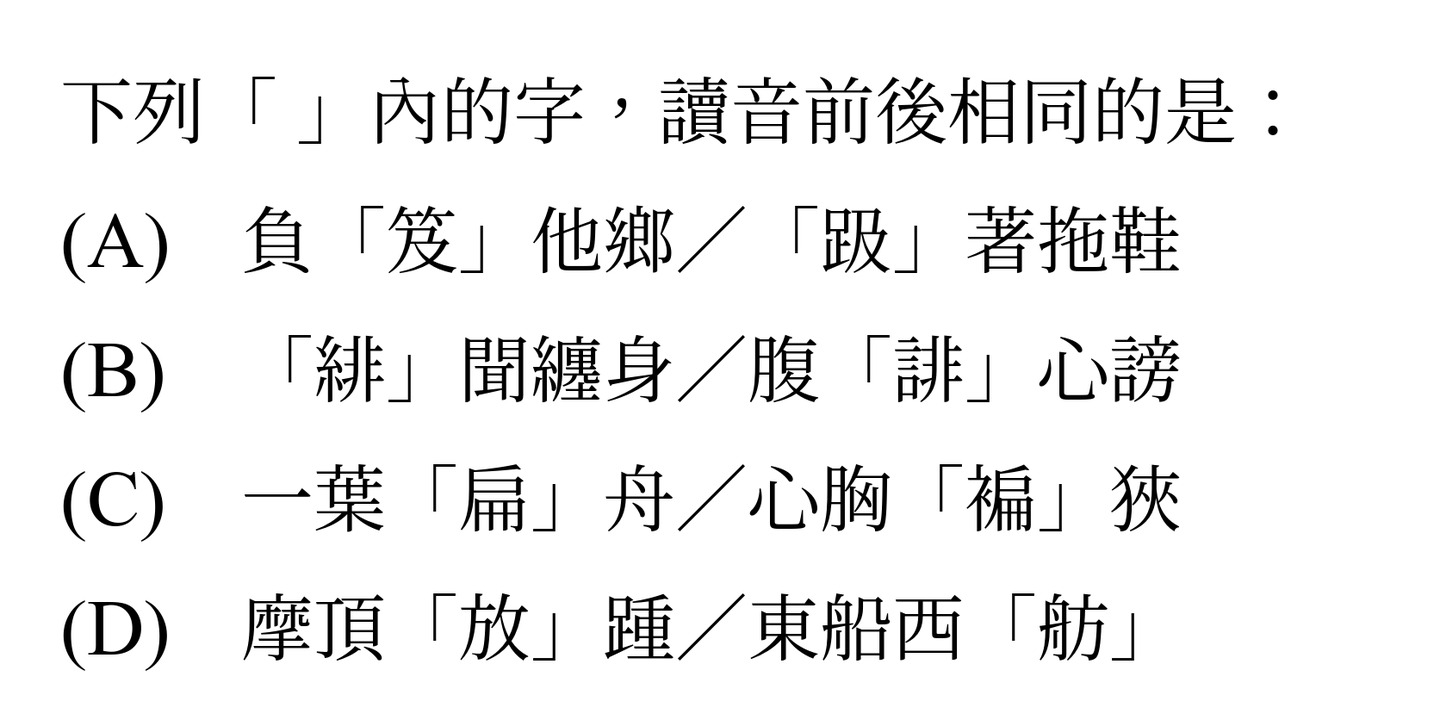 下列「 」內的字，讀音前後相同的是：
(A) 負「笈」他鄉／「趿」著拖鞋
(B) 「緋」聞纏身／腹「誹」心謗
(C) 一葉「扁」舟／心胸「褊」狹
(D) 摩頂「放」踵／東船西「舫」